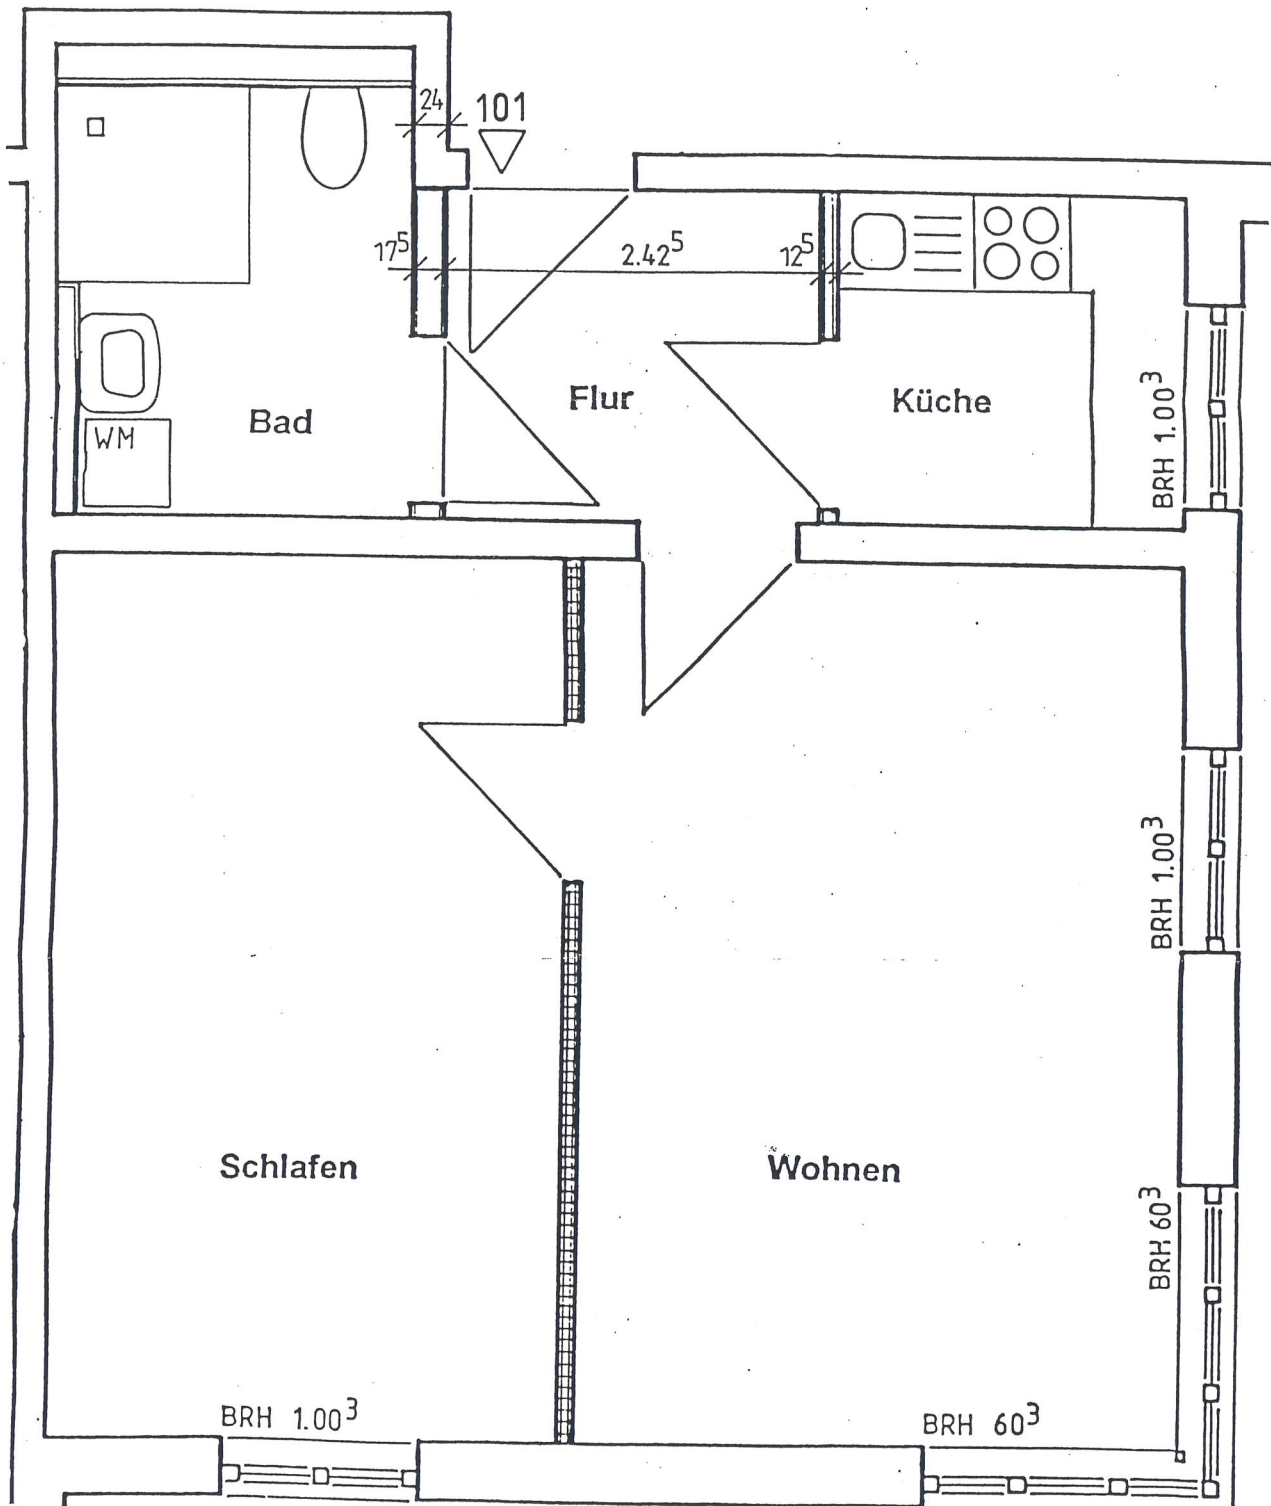 24
101
17⁵
2.42⁵
12⁵
Flur
Küche
Bad
WM
BRH 1.00³
BRH 1.00³
Schlafen
Wohnen
BRH 60³
BRH 1.00³
BRH 60³